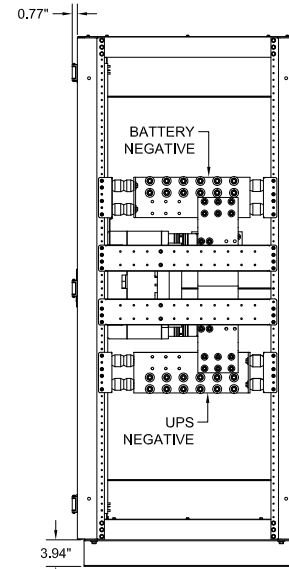 0.77"
BATTERY
NEGATIVE
UPS
NEGATIVE
3.94"